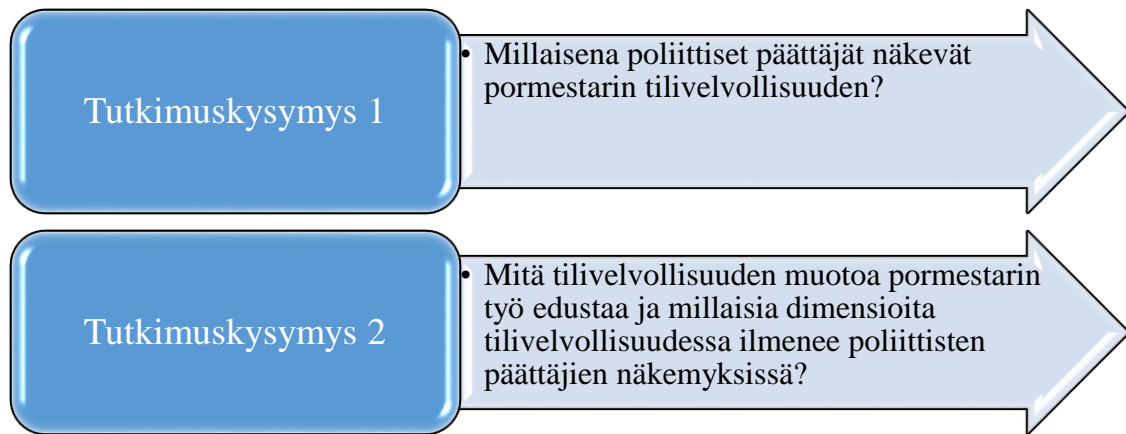 Tutkimuskysymys 1
• Millaisena poliittiset päättäjät näkevät
pormestarin tilivelvollisuuden?
Tutkimuskysymys 2
• Mitä tilivelvollisuuden muotoa pormestarin
työ edustaa ja millaisia dimensioita
tilivelvollisuudessa ilmenee poliittisten
päättäjien näkemyksissä?